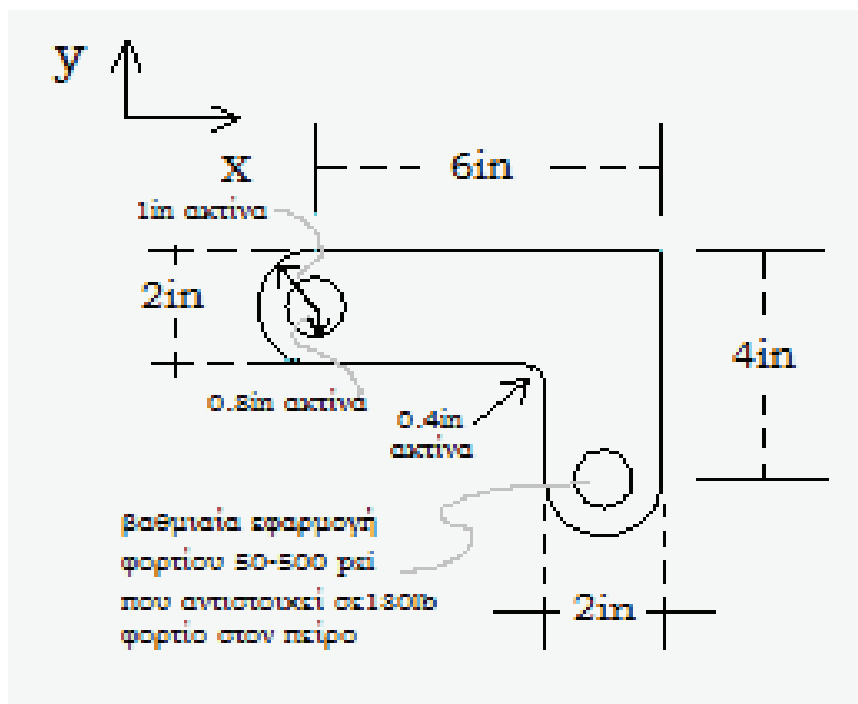 y
x
6in
1in ακτίνα
2in
4in
0.8in ακτίνα
0.4in
ακτίνα
βαθμιαία εφαρμογή
φορτίου 50-500 psi
που αντιστοιχεί σε180lb
φορτίο στον πείρο
2in